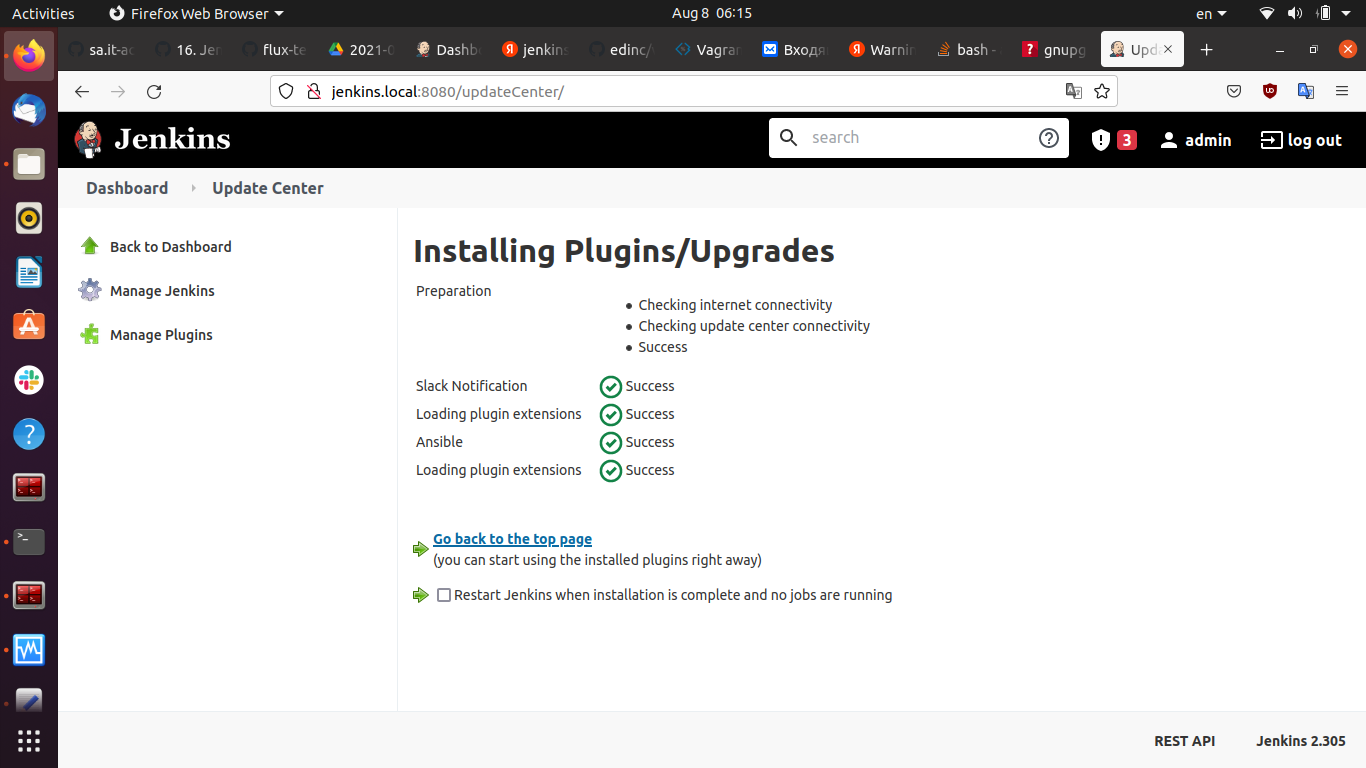 Activities
Firefox Web Browser
Aug 8 06:15
en
sa.it-ac
16. Jen
flux-te
2021-0
Dashb
jenkins
edinc/
Vagran
Входя
Warnin
bash -
gnupg
Upda
jenkins.local:8080/updateCenter/
Jenkins
search
3
admin
log out
Dashboard
Update Center
Back to Dashboard
Manage Jenkins
Manage Plugins
Installing Plugins/Upgrades
Preparation
Checking internet connectivity
Checking update center connectivity
Success
Slack Notification Success
Loading plugin extensions Success
Ansible Success
Loading plugin extensions Success
Go back to the top page
(you can start using the installed plugins right away)
Restart Jenkins when installation is complete and no jobs are running
REST API
Jenkins 2.305